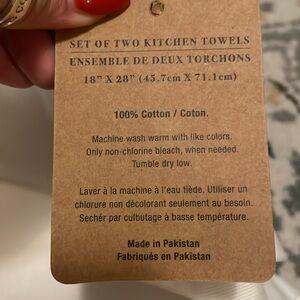 SET OF TWO KITCHEN TOWELS
ENSEMBLE DE DEUX TORCHONS
18" X 28" (45.7cm X 71.1cm)
100% Cotton / Coton.
Machine wash warm with like colors.
Only non-chlorine bleach, when needed.
Tumble dry low.
Laver à la machine à l'eau tiède. Utiliser un
chlorure non décolorant seulement au besoin.
Sechér par culbutage à basse température.
Made in Pakistan
Fabriqués en Pakistan